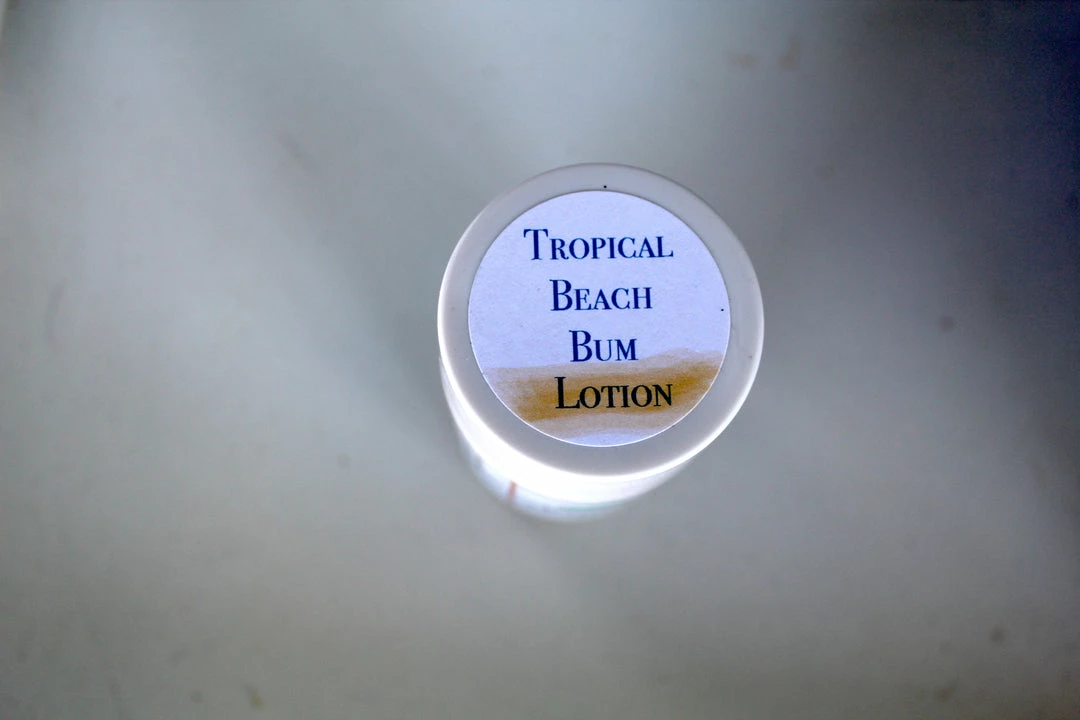 Tropical
Beach
Bum
Lotion